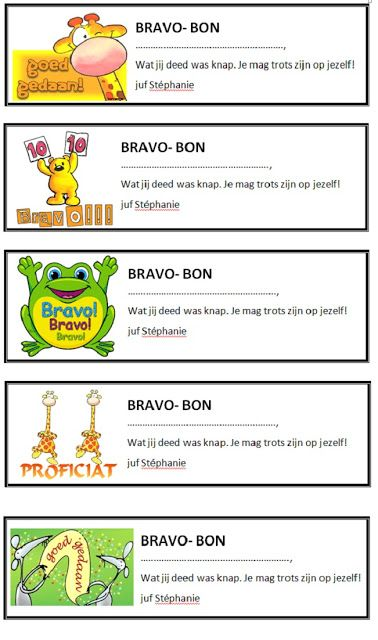 goed
gedaan!
BRAVO- BON
……………………………………………………,
Wat jij deed was knap. Je mag trots zijn op jezelf!
juf Stéphanie
10 10
Bravo!!!
BRAVO- BON
……………………………………………………,
Wat jij deed was knap. Je mag trots zijn op jezelf!
juf Stéphanie
Bravo!
Bravo!
Bravo!
BRAVO- BON
……………………………………………………,
Wat jij deed was knap. Je mag trots zijn op jezelf!
juf Stéphanie
PROFICIAT
BRAVO- BON
……………………………………………………,
Wat jij deed was knap. Je mag trots zijn op jezelf!
juf Stéphanie
goed gedaan
BRAVO- BON
……………………………………………………,
Wat jij deed was knap. Je mag trots zijn op jezelf!
juf Stéphanie